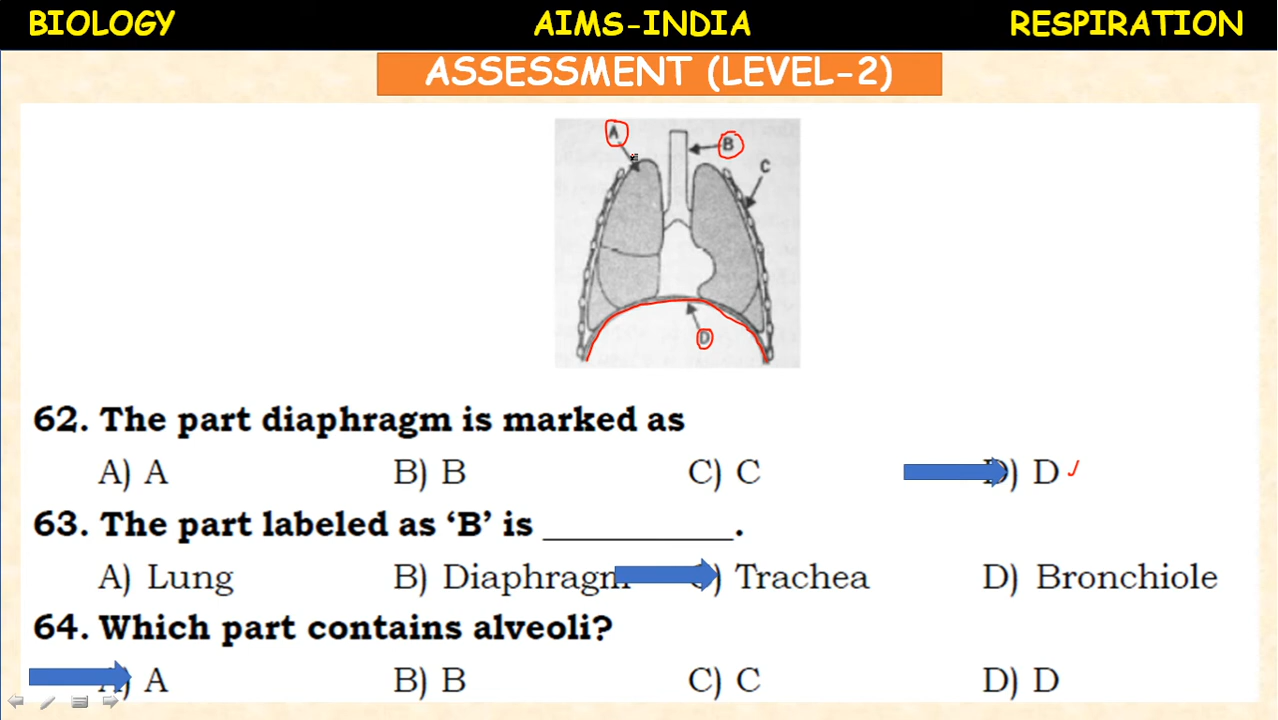 BIOLOGY AIMS-INDIA RESPIRATION
ASSESSMENT (LEVEL-2)
A
B
C
D
62. The part diaphragm is marked as
A) A B) B C) C D) D
63. The part labeled as ‘B’ is __________.
A) Lung B) Diaphragm C) Trachea D) Bronchiole
64. Which part contains alveoli?
A) A B) B C) C D) D